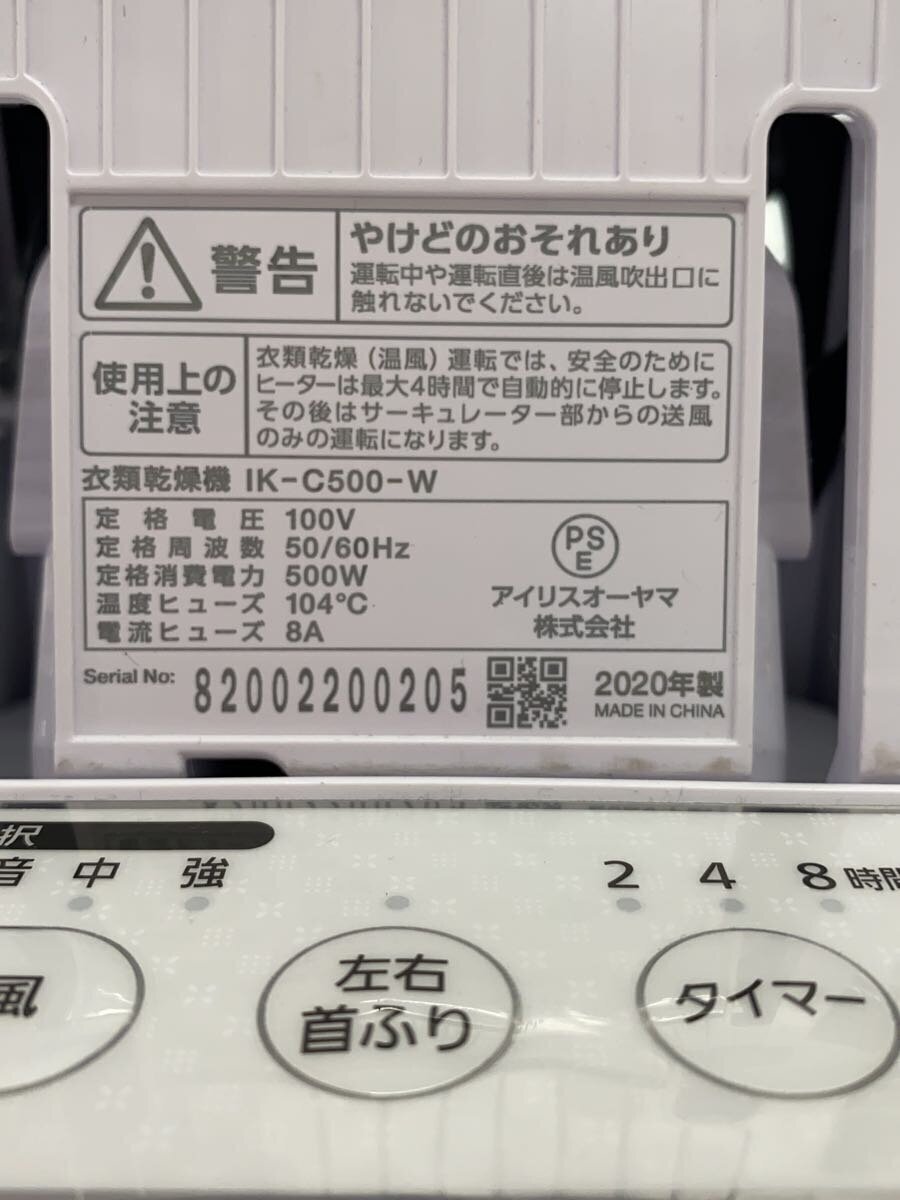 警告
やけどのおそれあり
運転中や運転直後は温風吹出口に
触れないでください。
使用上の
注意
衣類乾燥（温風）運転では、安全のために
ヒーターは最大4時間で自動的に停止します。
その後はサーキュレーター部からの送風
のみの運転になります。
衣類乾燥機 IK-C500-W
定格電圧 100V
定格周波数 50/60Hz
定格消費電力 500W
温度ヒューズ 104℃
電流ヒューズ 8A
PS
E
アイリスオーヤマ
株式会社
Serial No: 82002200205
2020年製
MADE IN CHINA
択
音 中 強
2 4 8 時間
風
左右
首ふり
タイマー